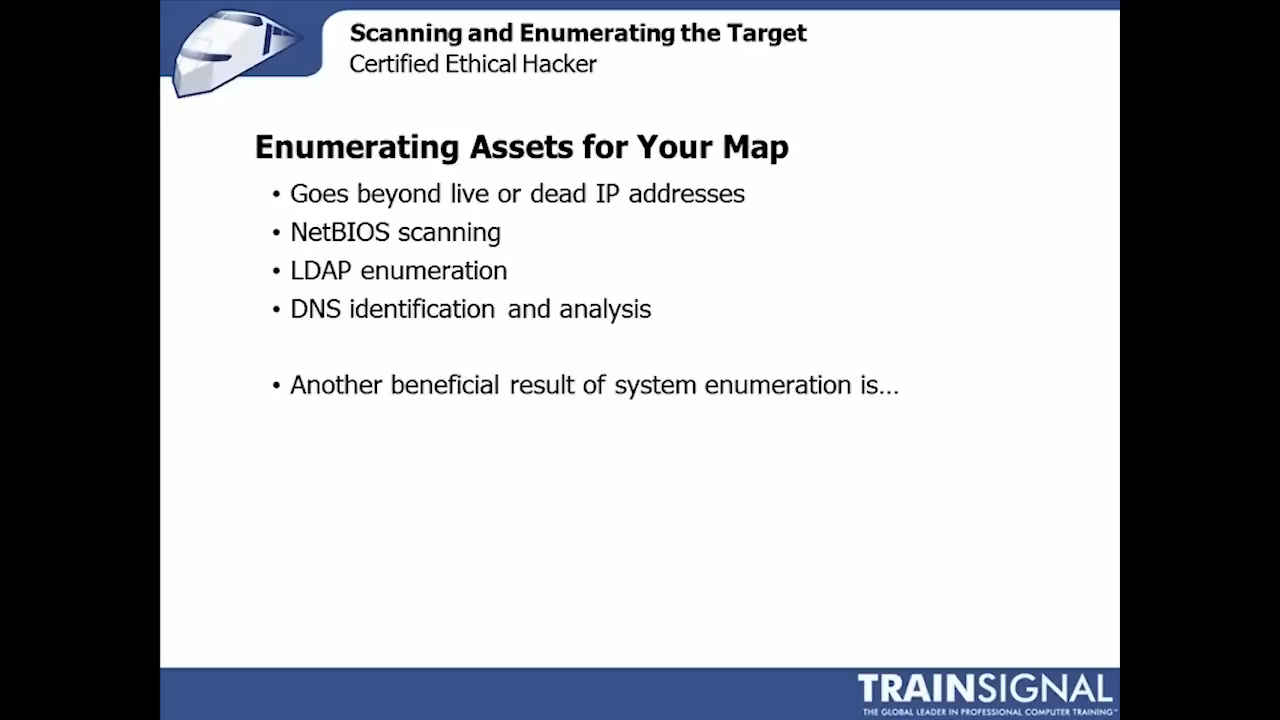 Scanning and Enumerating the Target
Certified Ethical Hacker
Enumerating Assets for Your Map
• Goes beyond live or dead IP addresses
• NetBIOS scanning
• LDAP enumeration
• DNS identification and analysis
• Another beneficial result of system enumeration is...
TRAINSIGNAL
THE GLOBAL LEADER IN PROFESSIONAL COMPUTER TRAINING™